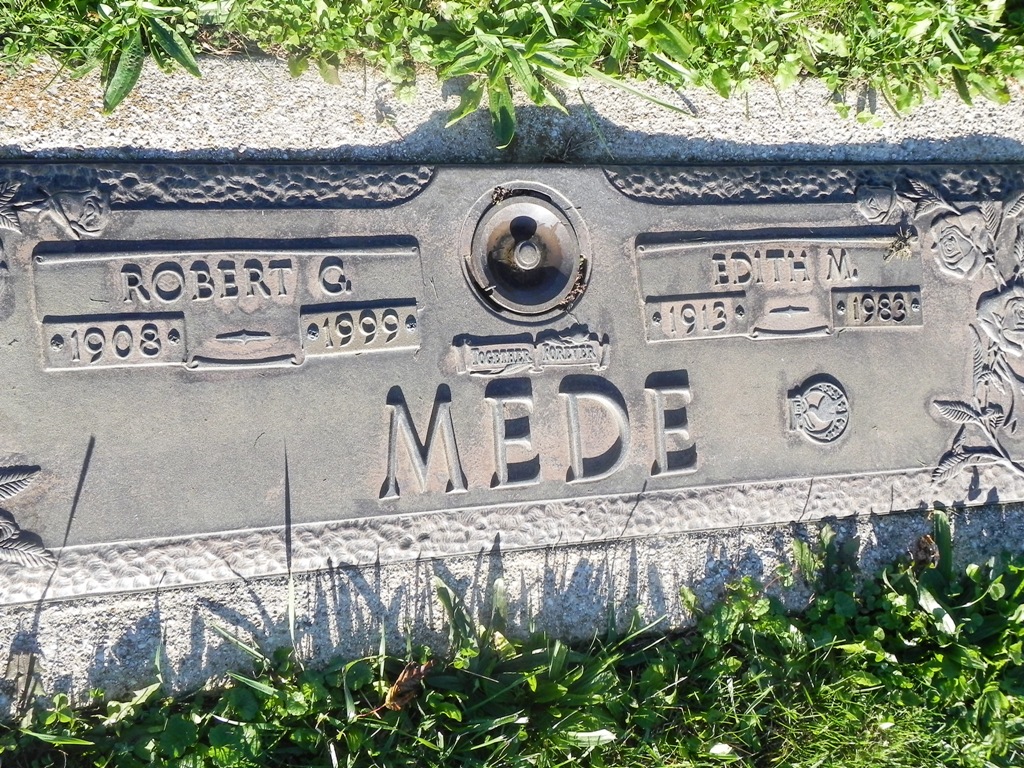 ROBERT G.
1908 1999
EDITH M.
1913 1983
TOGETHER FOREVER
MEDE